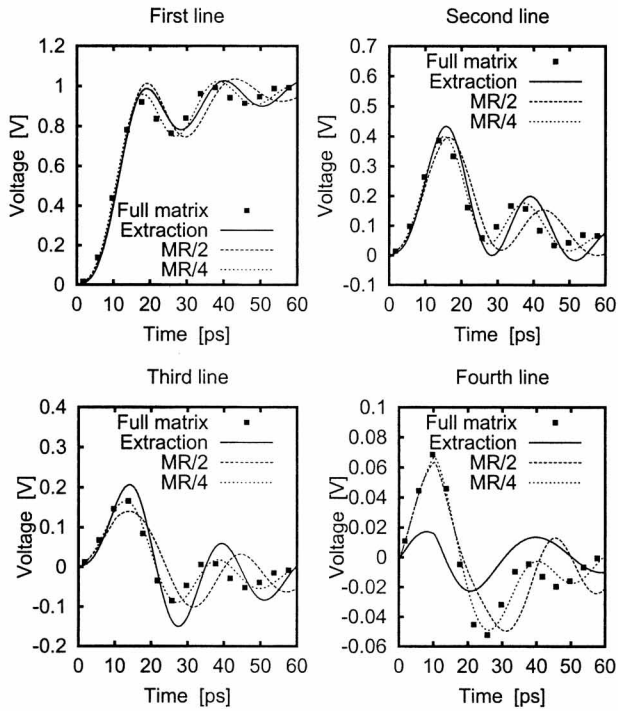 First line
Voltage [V]
1.2
1
0.8
0.6
0.4
0.2
0
Full matrix
Extraction
MR/2
MR/4
0 10 20 30 40 50 60
Time [ps]
Second line
Voltage [V]
0.7
0.6
0.5
0.4
0.3
0.2
0.1
0
-0.1
Full matrix
Extraction
MR/2
MR/4
0 10 20 30 40 50 60
Time [ps]
Third line
Voltage [V]
0.4
0.3
0.2
0.1
0
-0.1
-0.2
Full matrix
Extraction
MR/2
MR/4
0 10 20 30 40 50 60
Time [ps]
Fourth line
Voltage [V]
0.1
0.08
0.06
0.04
0.02
0
-0.02
-0.04
-0.06
Full matrix
Extraction
MR/2
MR/4
0 10 20 30 40 50 60
Time [ps]